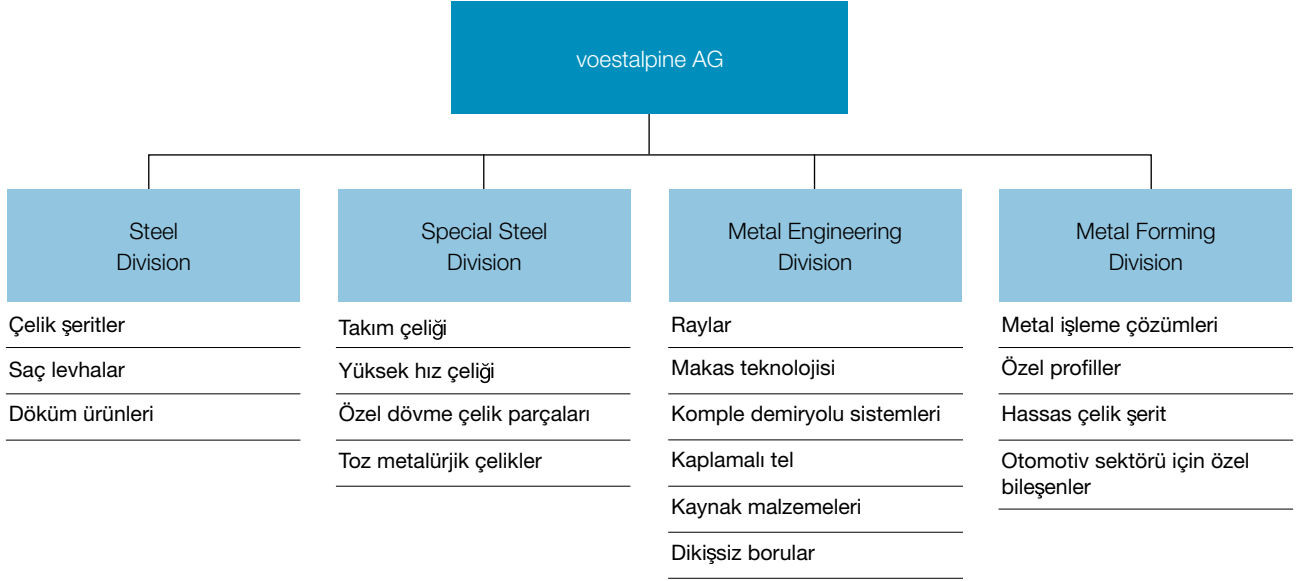 voestalpine AG
Steel
Division
Çelik şeritler
Saç levhalar
Döküm ürünleri
Special Steel
Division
Takım çeliği
Yüksek hız çeliği
Özel dövme çelik parçaları
Toz metalürjik çelikler
Metal Engineering
Division
Raylar
Makas teknolojisi
Komple demiryolu sistemleri
Kaplamalı tel
Kaynak malzemeleri
Dikişsiz borular
Metal Forming
Division
Metal işleme çözümleri
Özel profiller
Hassas çelik şerit
Otomotiv sektörü için özel
bileşenler